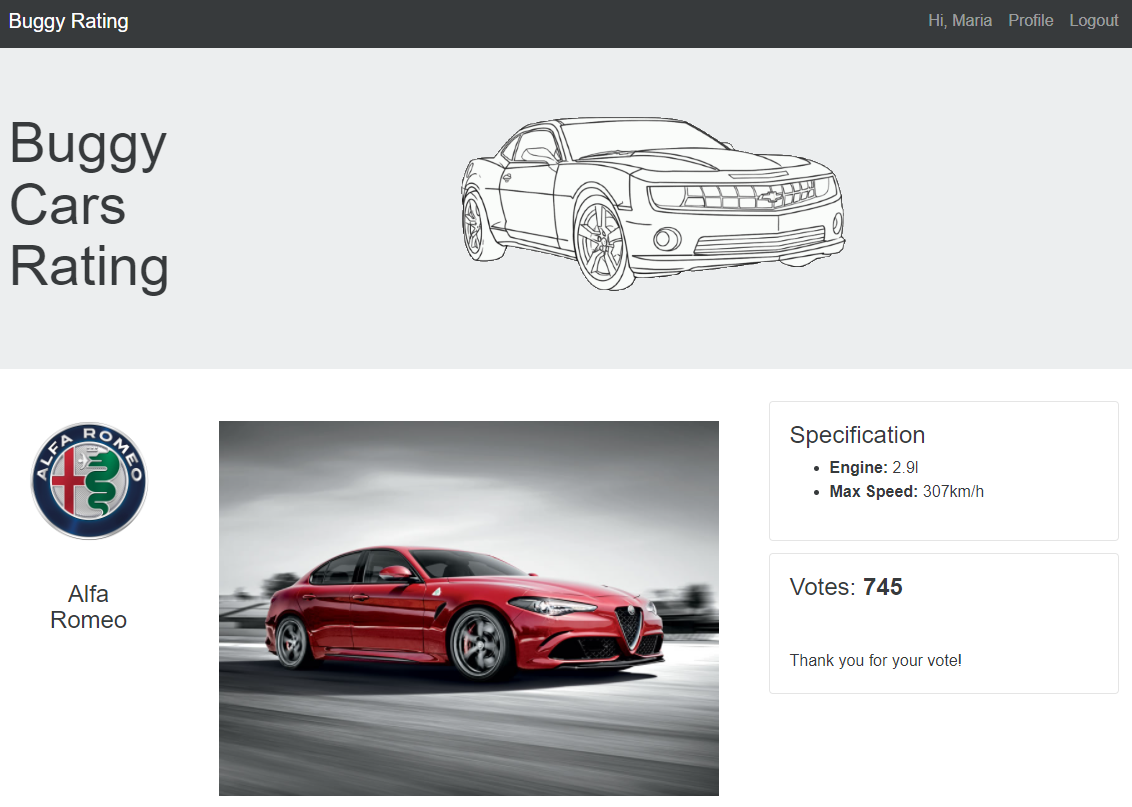 Buggy Rating
Hi, Maria Profile Logout
Buggy
Cars
Rating
ALFA ROMEO
Alfa
Romeo
Specification
Engine: 2.9l
Max Speed: 307km/h
Votes: 745
Thank you for your vote!